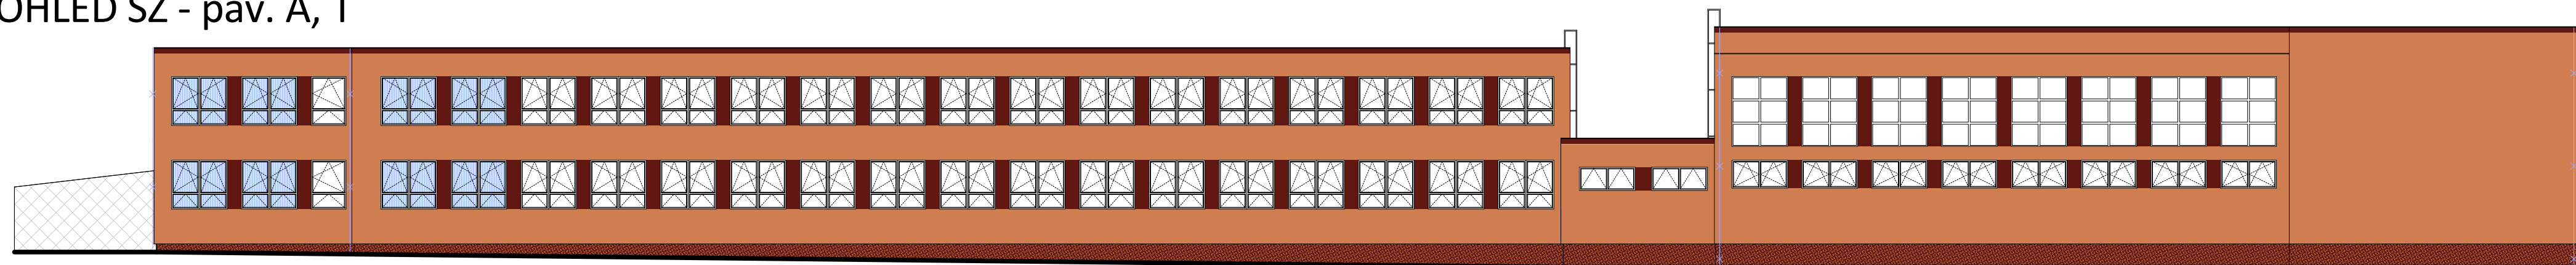 OHLED SZ - pav. A, T